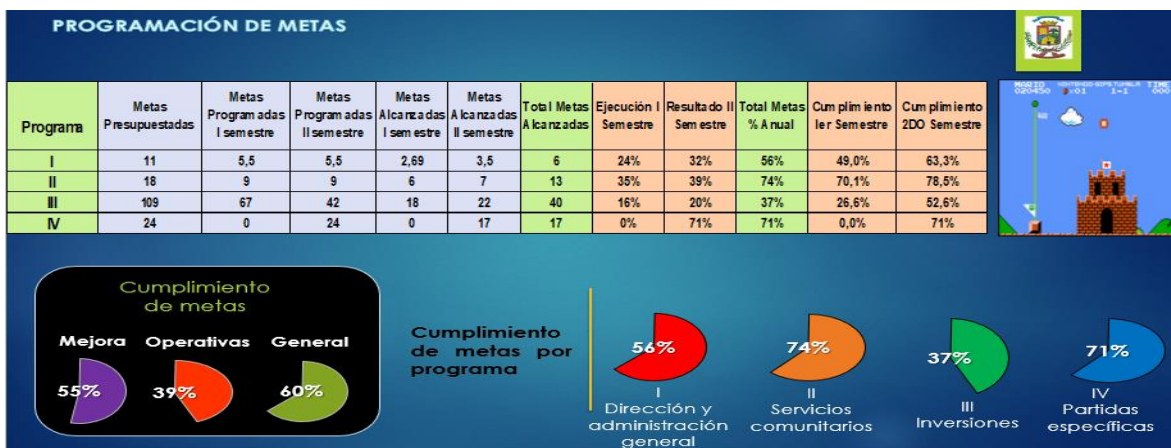 PROGRAMACIÓN DE METAS
Programa | Metas Presupuestadas | Metas Programadas I semestre | Metas Programadas II semestre | Metas Alcanzadas I semestre | Metas Alcanzadas II semestre | Total Metas Alcanzadas | Ejecución I Semestre | Resultado II Semestre | Total Metas % Anual | Cumplimiento Ier Semestre | Cumplimiento 2DO Semestre
I | 11 | 5,5 | 5,5 | 2,69 | 3,5 | 6 | 24% | 32% | 56% | 49,0% | 63,3%
II | 18 | 9 | 9 | 6 | 7 | 13 | 35% | 39% | 74% | 70,1% | 78,5%
III | 109 | 67 | 42 | 18 | 22 | 40 | 16% | 20% | 37% | 26,6% | 52,6%
IV | 24 | 0 | 24 | 0 | 17 | 17 | 0% | 71% | 71% | 0,0% | 71%
MARIO
020450
1-1
TIME
000
Cumplimiento
de metas
Mejora Operativas General
55% 39% 60%
Cumplimiento
de metas por
programa
56% 74% 37% 71%
I
Dirección y
administración
general
II
Servicios
comunitarios
III
Inversiones
IV
Partidas
específicas